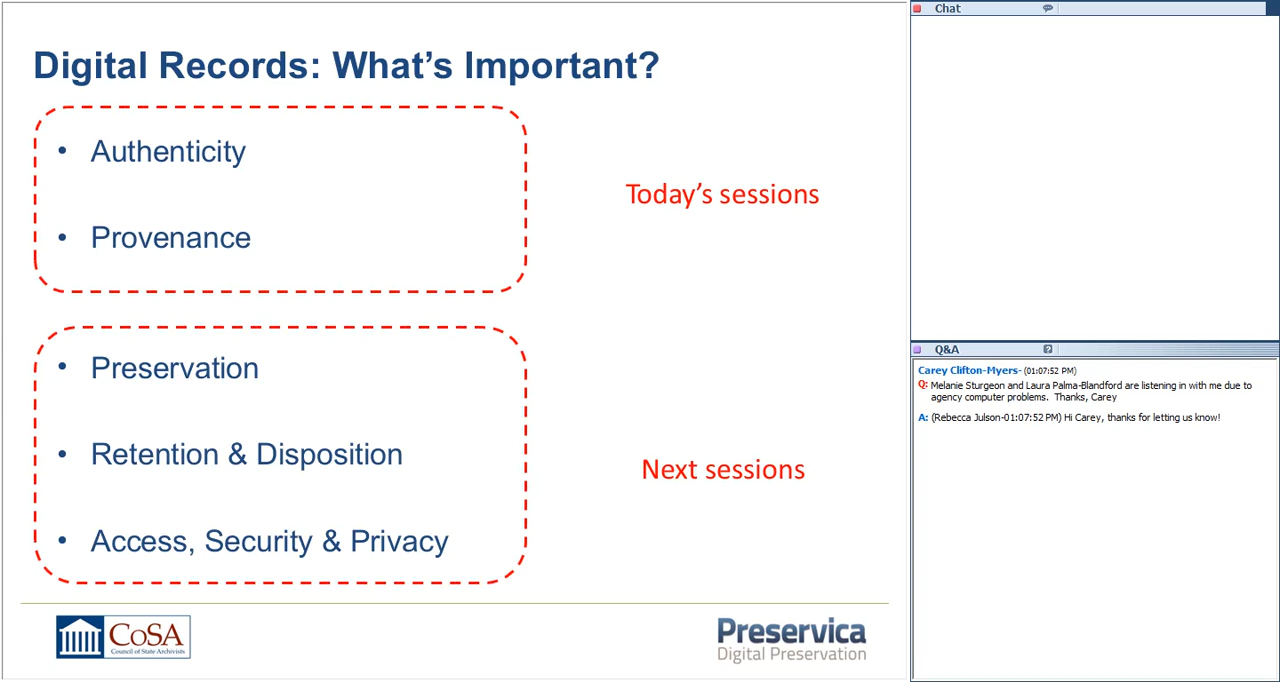 Digital Records: What's Important?
• Authenticity
• Provenance
Today's sessions
• Preservation
• Retention & Disposition
• Access, Security & Privacy
Next sessions
CoSA
Council of State Archivists
Preservica
Digital Preservation
Chat
Q&A
Carey Clifton-Myers- (01:07:52 PM)
Q: Melanie Sturgeon and Laura Palma-Blandford are listening in with me due to
agency computer problems. Thanks, Carey
A: (Rebecca Julson-01:07:52 PM) Hi Carey, thanks for letting us know!